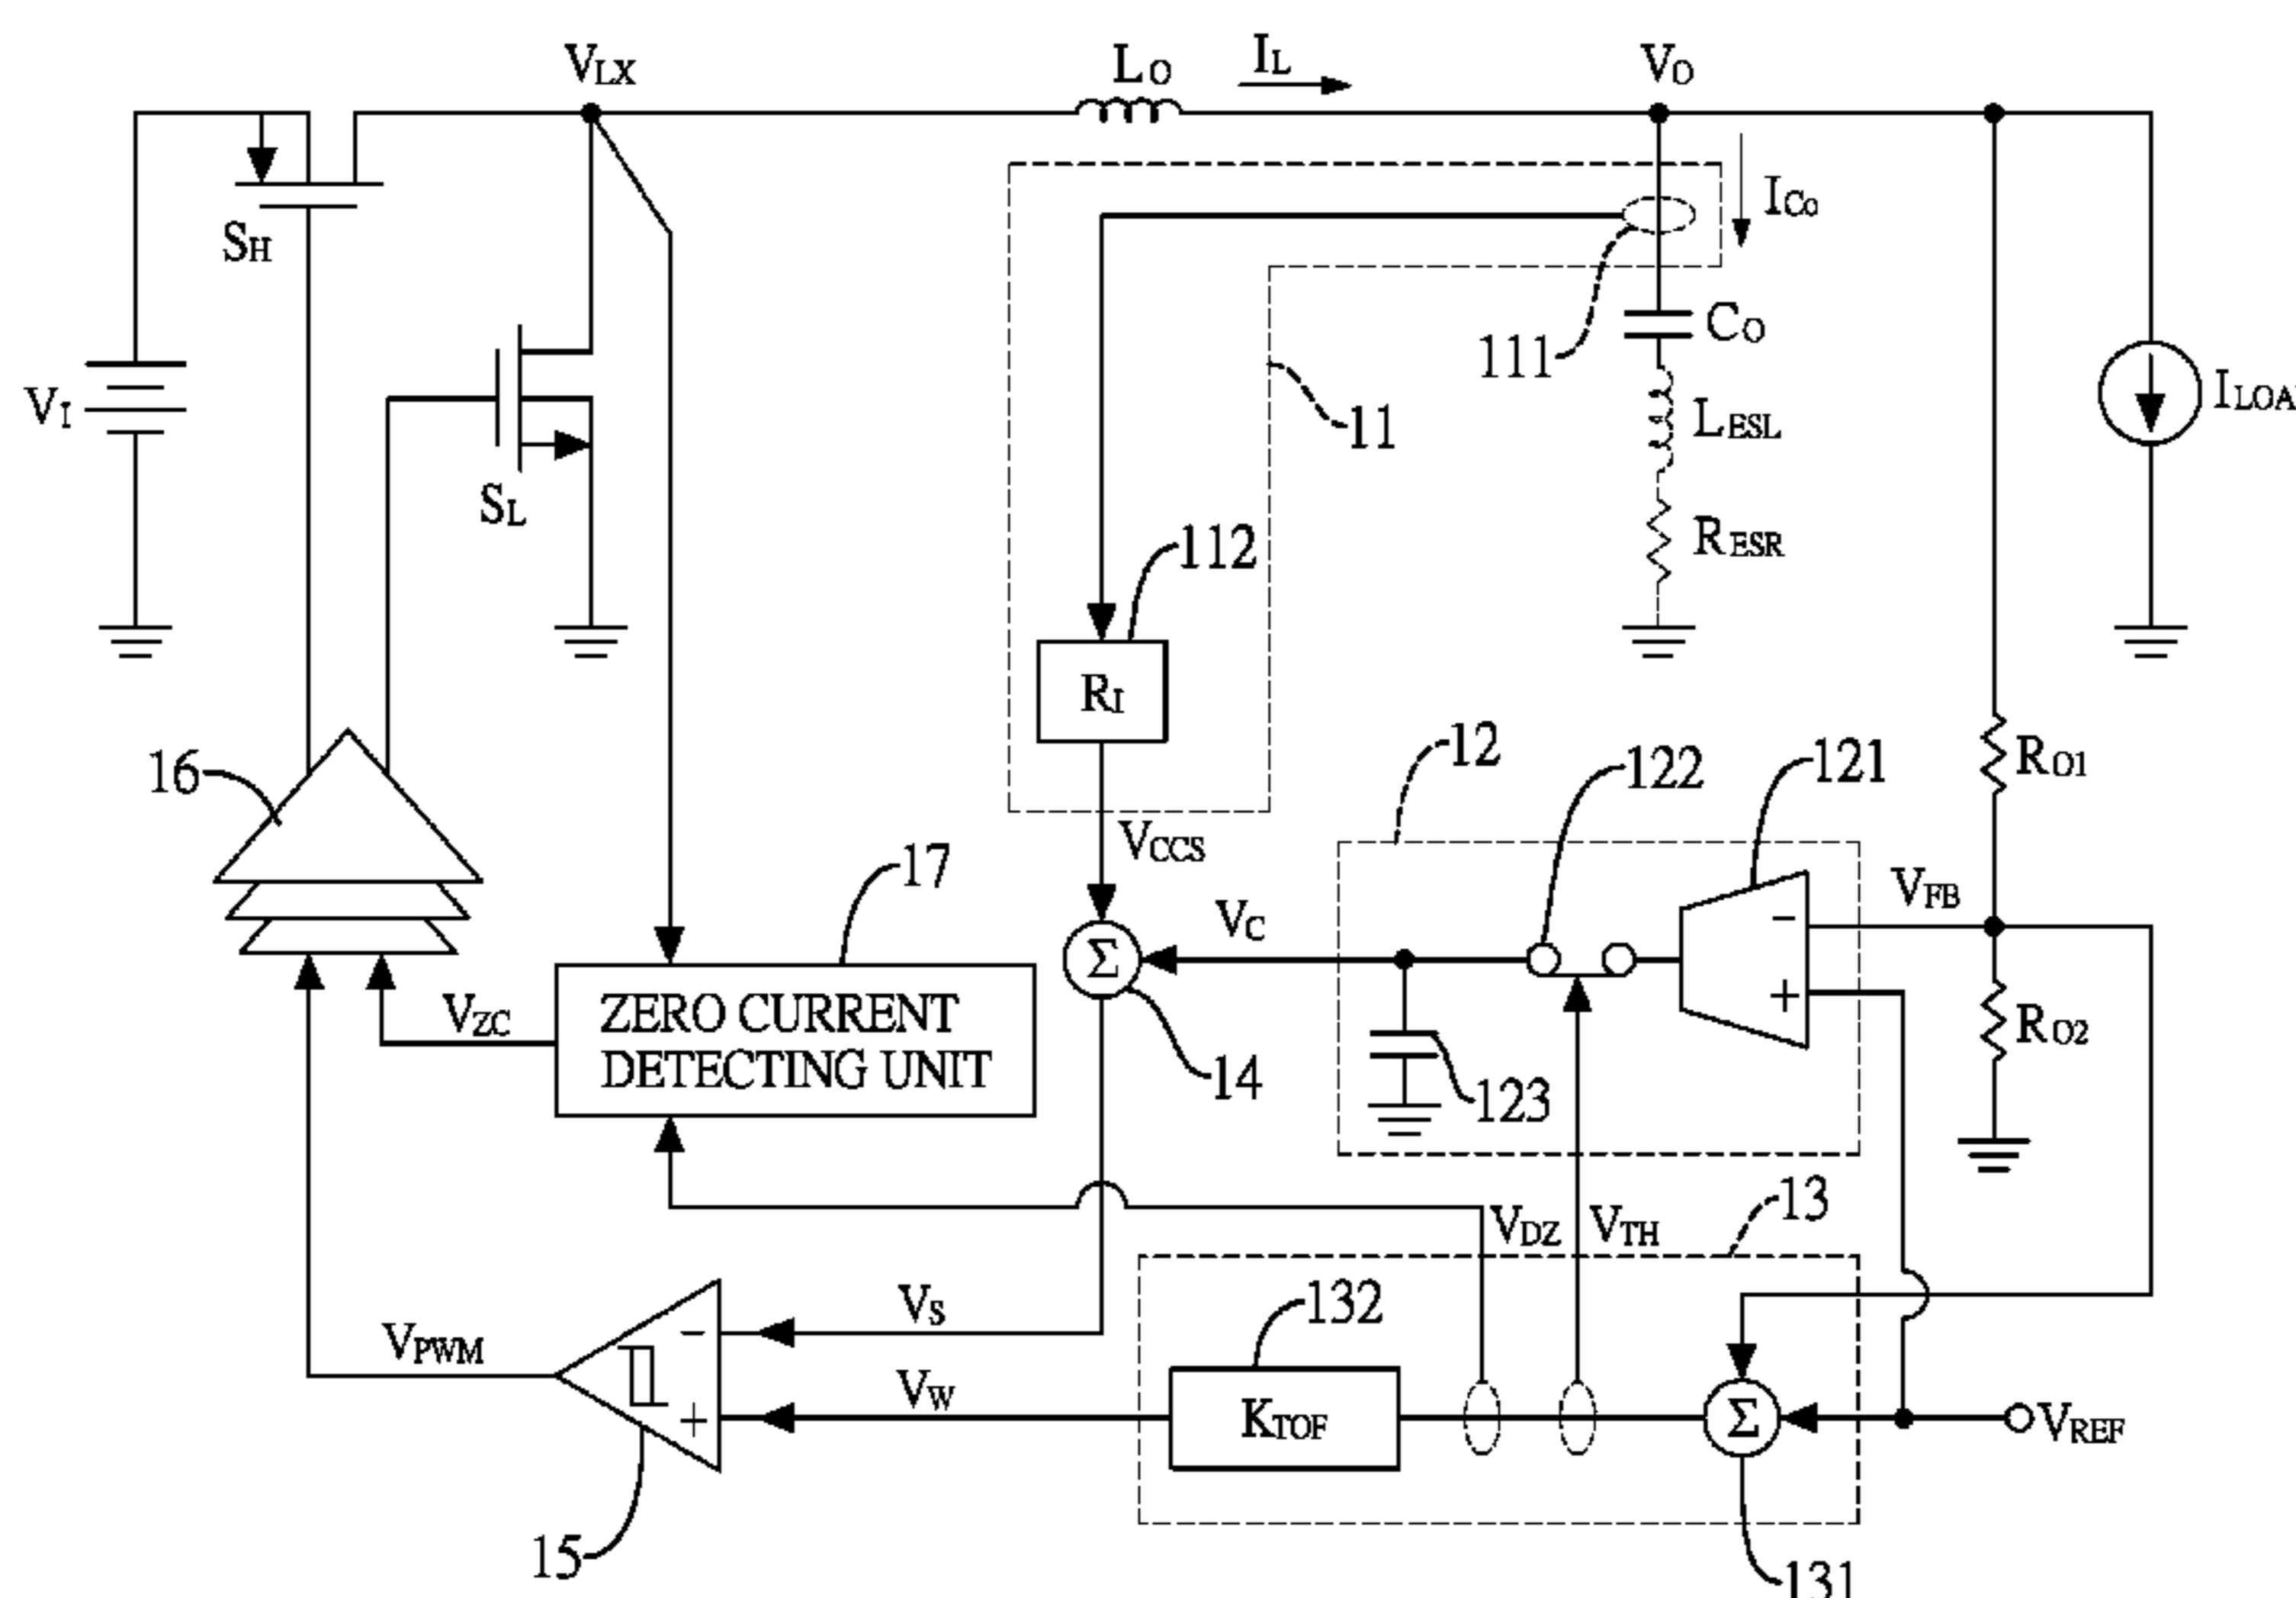 VLX
LO
IL
VO
SH
ICo
CO
111
VI
11
LESL
ILOA
SL
RESR
112
RI
16
12
122
121
RO1
VCCS
17
VFB
VC
Σ
−
+
ZERO CURRENT
DETECTING UNIT
VZC
14
123
RO2
13
VDZ
VTH
132
VS
VPWM
−
+
VW
KTOF
Σ
VREF
15
131